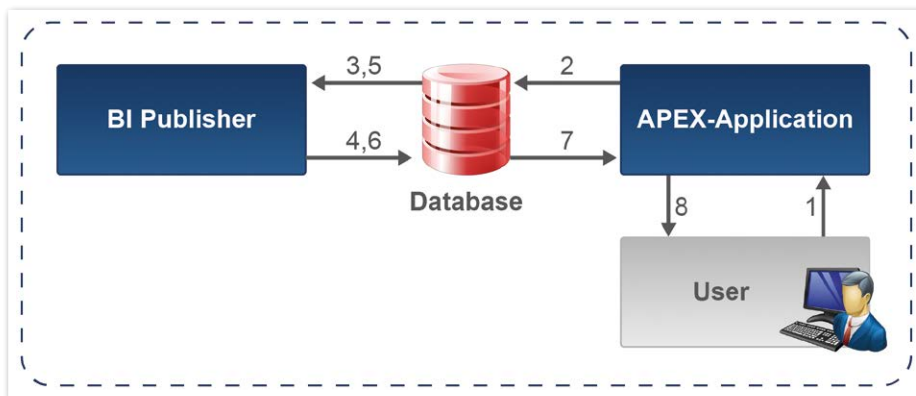 3,5
2
BI Publisher
APEX-Application
4,6
7
Database
8
1
User